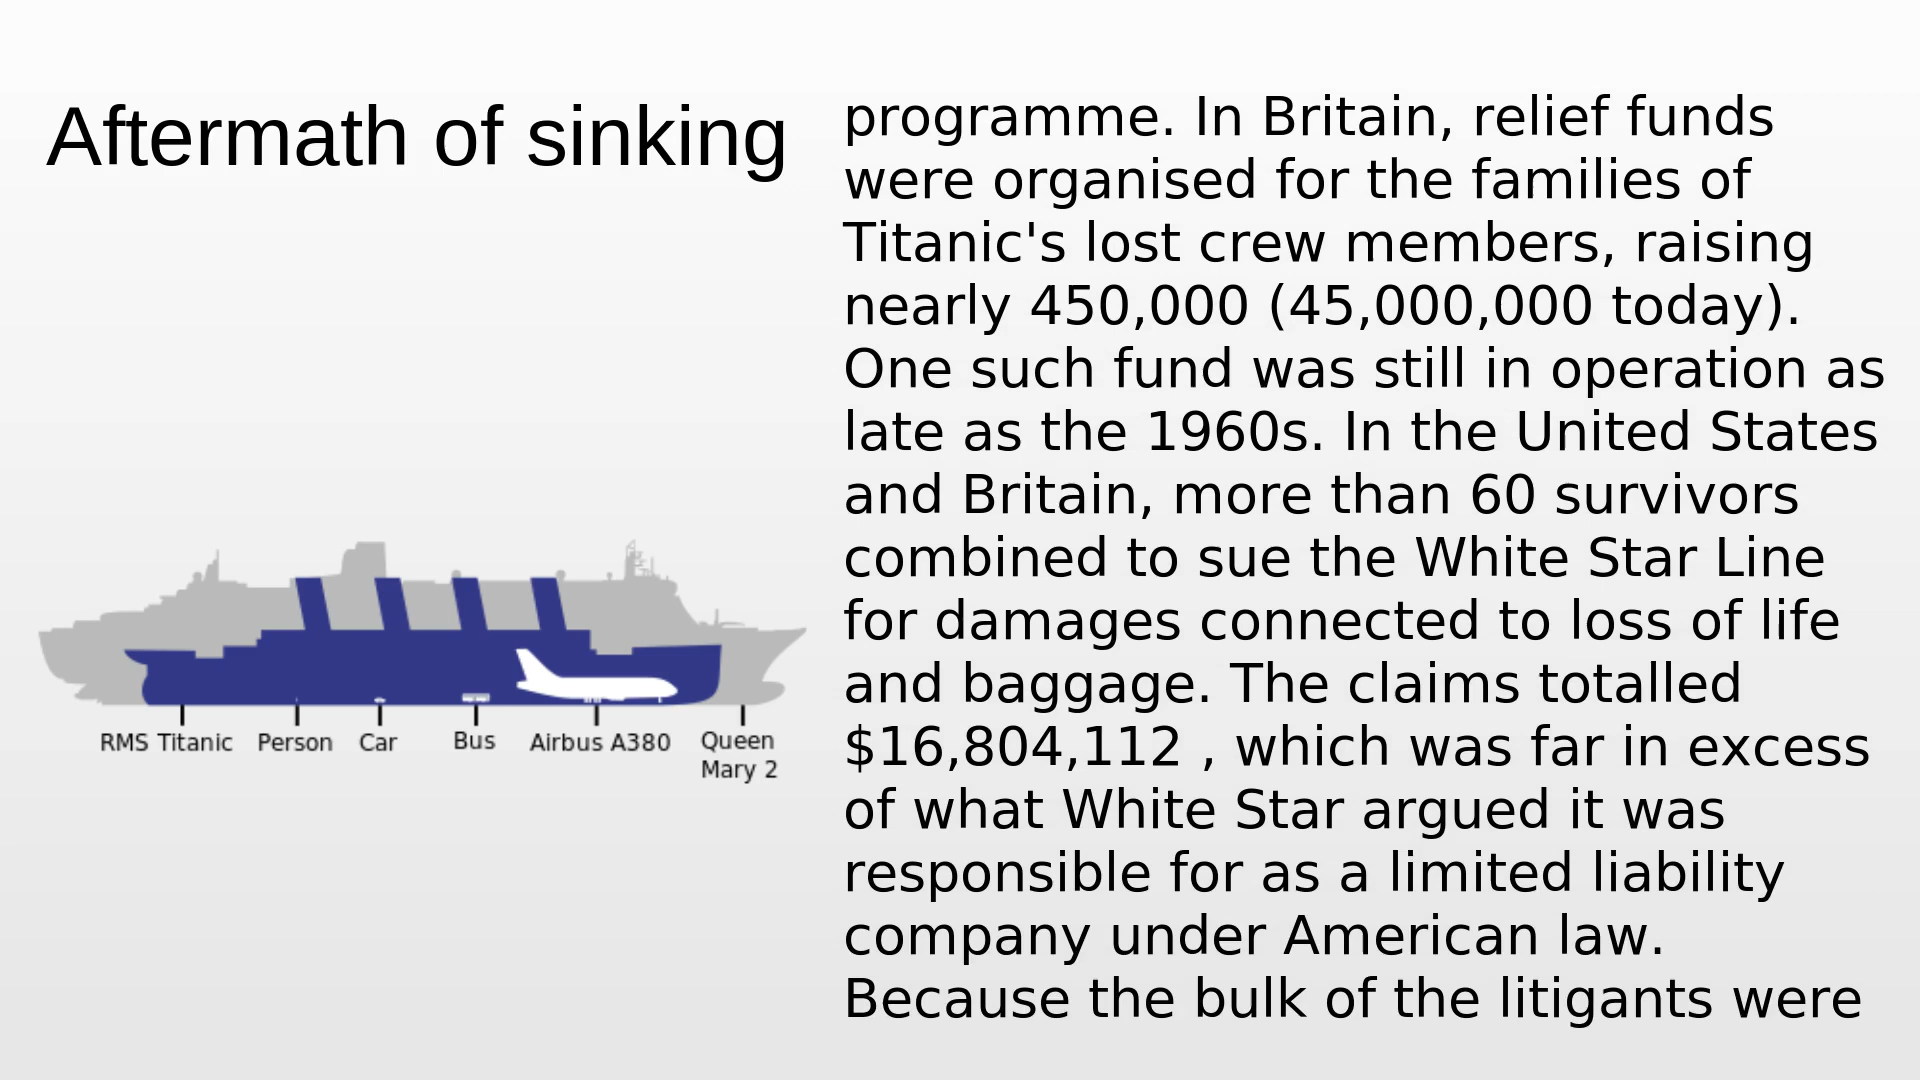 Aftermath of sinking
programme. In Britain, relief funds
were organised for the families of
Titanic's lost crew members, raising
nearly 450,000 (45,000,000 today).
One such fund was still in operation as
late as the 1960s. In the United States
and Britain, more than 60 survivors
combined to sue the White Star Line
for damages connected to loss of life
and baggage. The claims totalled
$16,804,112 , which was far in excess
of what White Star argued it was
responsible for as a limited liability
company under American law.
Because the bulk of the litigants were
RMS Titanic
Person
Car
Bus
Airbus A380
Queen
Mary 2